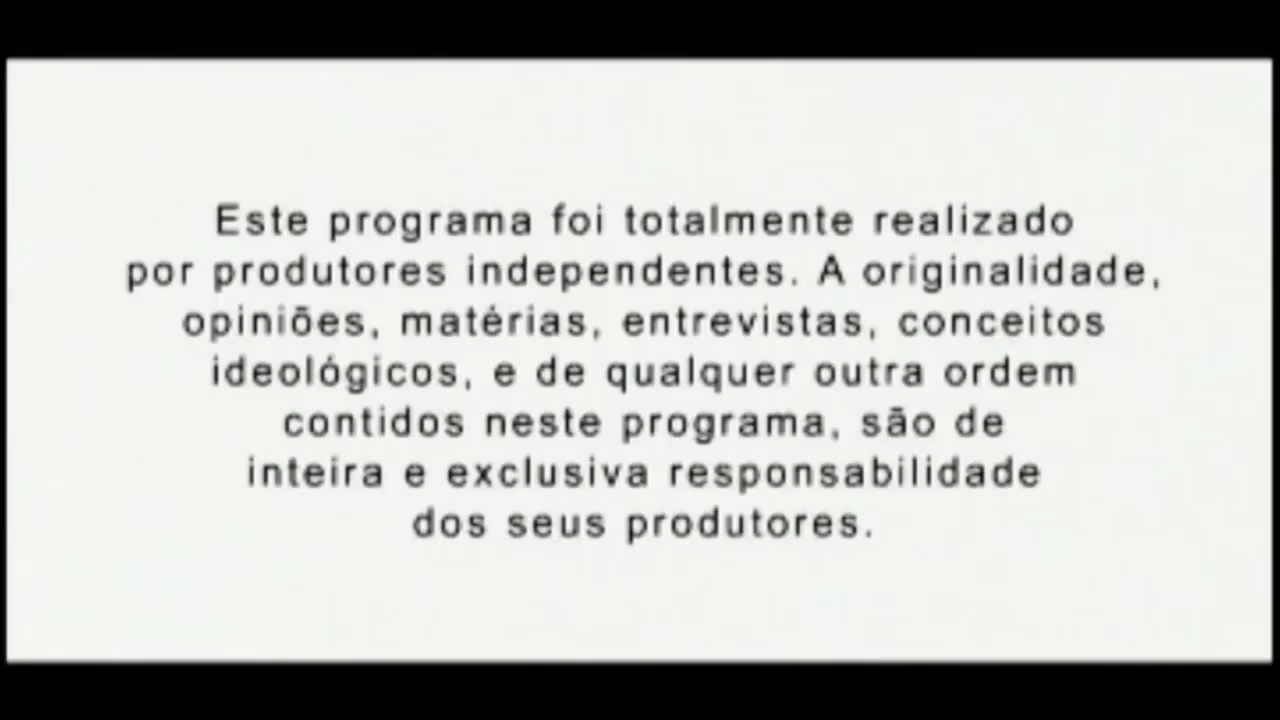 Este programa foi totalmente realizado
por produtores independentes. A originalidade,
opiniões, matérias, entrevistas, conceitos
ideológicos, e de qualquer outra ordem
contidos neste programa, são de
inteira e exclusiva responsabilidade
dos seus produtores.